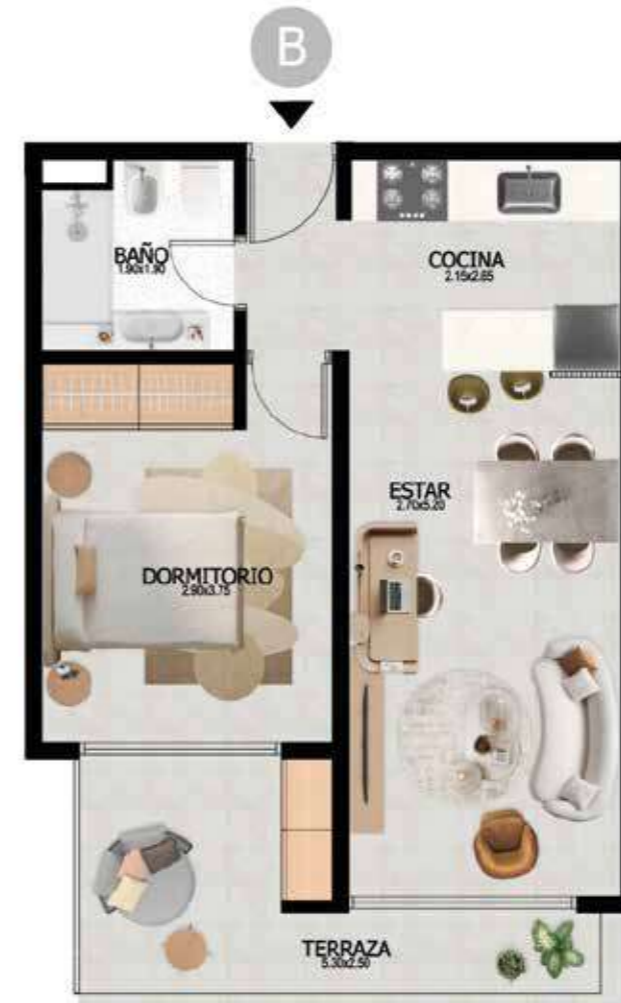 B
BAÑO
1.90x1.90
COCINA
2.15x2.65
ESTAR
2.70x5.20
DORMITORIO
2.90x3.75
TERRAZA
5.30x2.50